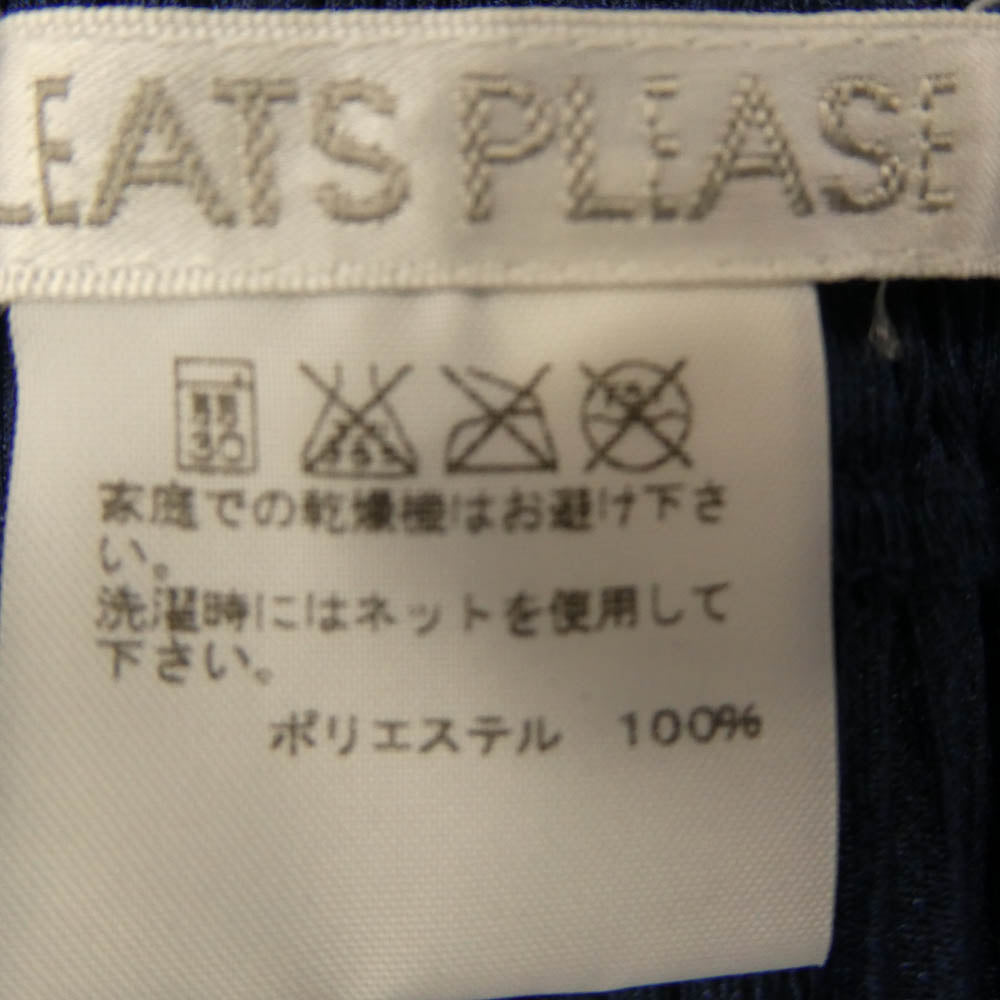 LEATS PLEASE
30
家庭での乾燥機はお避け下さ
い。
洗濯時にはネットを使用して
下さい。
ポリエステル 100%